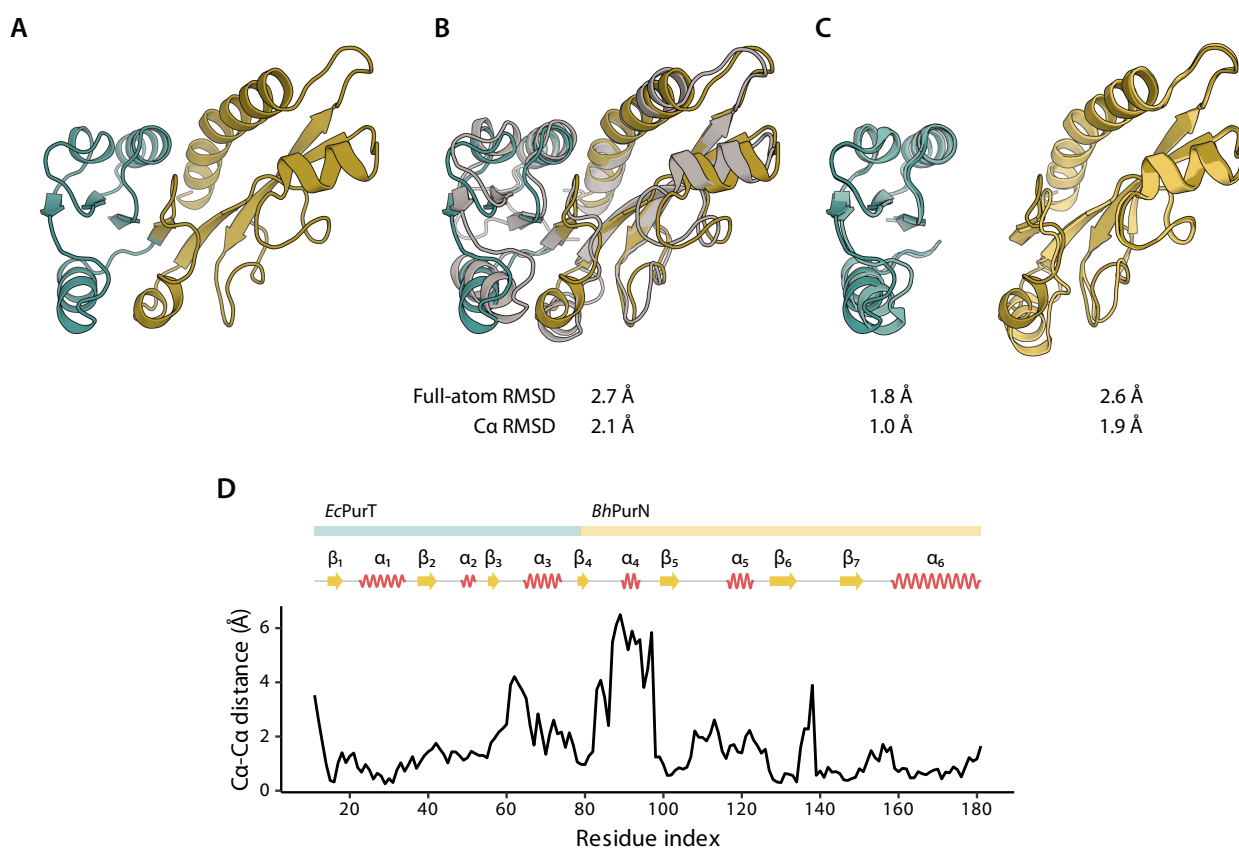 A
B
C
Full-atom RMSD 2.7 Å 1.8 Å 2.6 Å
Cα RMSD 2.1 Å 1.0 Å 1.9 Å
D
EcPurT BhPurN
β1 α1 β2 α2 β3 α3 β4 α4 β5 α5 β6 β7 α6
Cα-Cα distance (Å)
6
4
2
0
20 40 60 80 100 120 140 160 180
Residue index